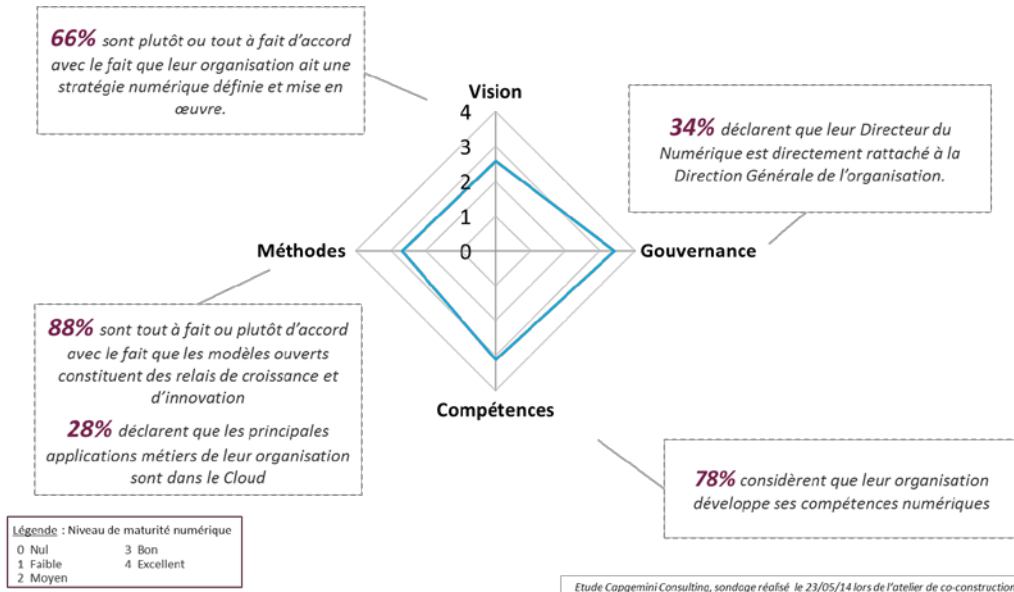 66% sont plutôt ou tout à fait d'accord
avec le fait que leur organisation ait une
stratégie numérique définie et mise en
œuvre.
Vision
4
3
2
1
0
34% déclarent que leur Directeur du
Numérique est directement rattaché à la
Direction Générale de l'organisation.
Méthodes
Gouvernance
88% sont tout à fait ou plutôt d'accord
avec le fait que les modèles ouverts
constituent des relais de croissance et
d'innovation
28% déclarent que les principales
applications métiers de leur organisation
sont dans le Cloud
Compétences
78% considèrent que leur organisation
développe ses compétences numériques
Légende : Niveau de maturité numérique
0 Nul 3 Bon
1 Faible 4 Excellent
2 Moyen
Etude Capgemini Consulting, sondage réalisé le 23/05/14 lors de l'atelier de co-construction